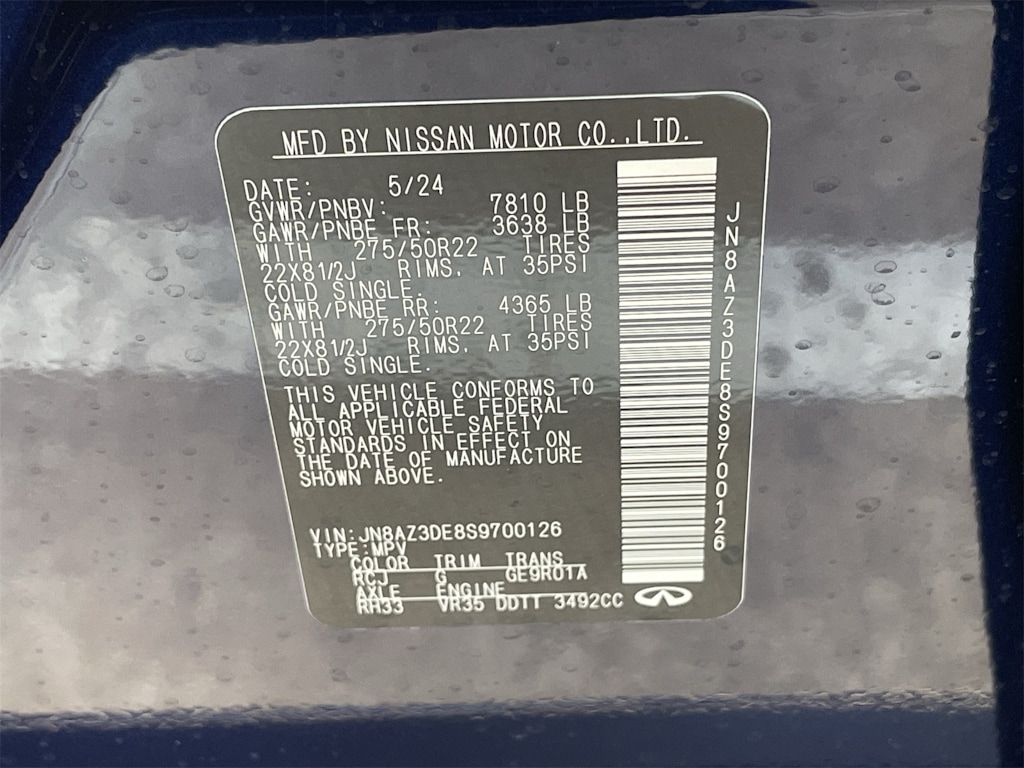 MFD BY NISSAN MOTOR CO.,LTD.
DATE: 5/24
GVWR/PNBV: 7810 LB
GAWR/PNBE FR: 3638 LB
WITH 275/50R22 TIRES
22X81/2J RIMS, AT 35PSI
COLD SINGLE.
GAWR/PNBE RR: 4365 LB
WITH 275/50R22 TIRES
22X81/2J RIMS, AT 35PSI
COLD SINGLE.
THIS VEHICLE CONFORMS TO
ALL APPLICABLE FEDERAL
MOTOR VEHICLE SAFETY
STANDARDS IN EFFECT ON
THE DATE OF MANUFACTURE
SHOWN ABOVE.
VIN:JN8AZ3DE8S9700126
TYPE:MPV
COLOR TRIM TRANS
RCJ G GE9R01A
AXLE ENGINE
RH33 VR35 DDTT 3492CC
JN8AZ3DE8S9700126